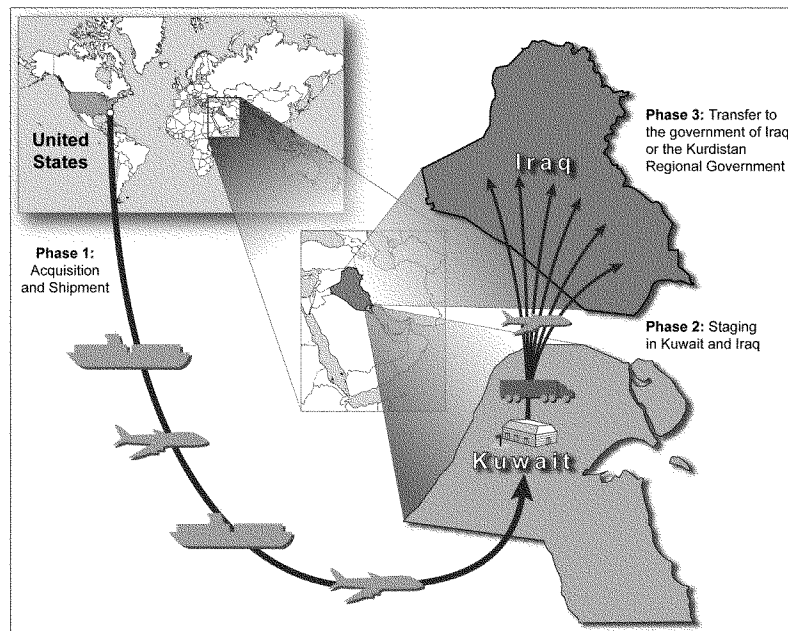 United
States
Phase 1:
Acquisition
and Shipment
Iraq
Phase 3: Transfer to
the government of Iraq
or the Kurdistan
Regional Government
Phase 2: Staging
in Kuwait and Iraq
Kuwait